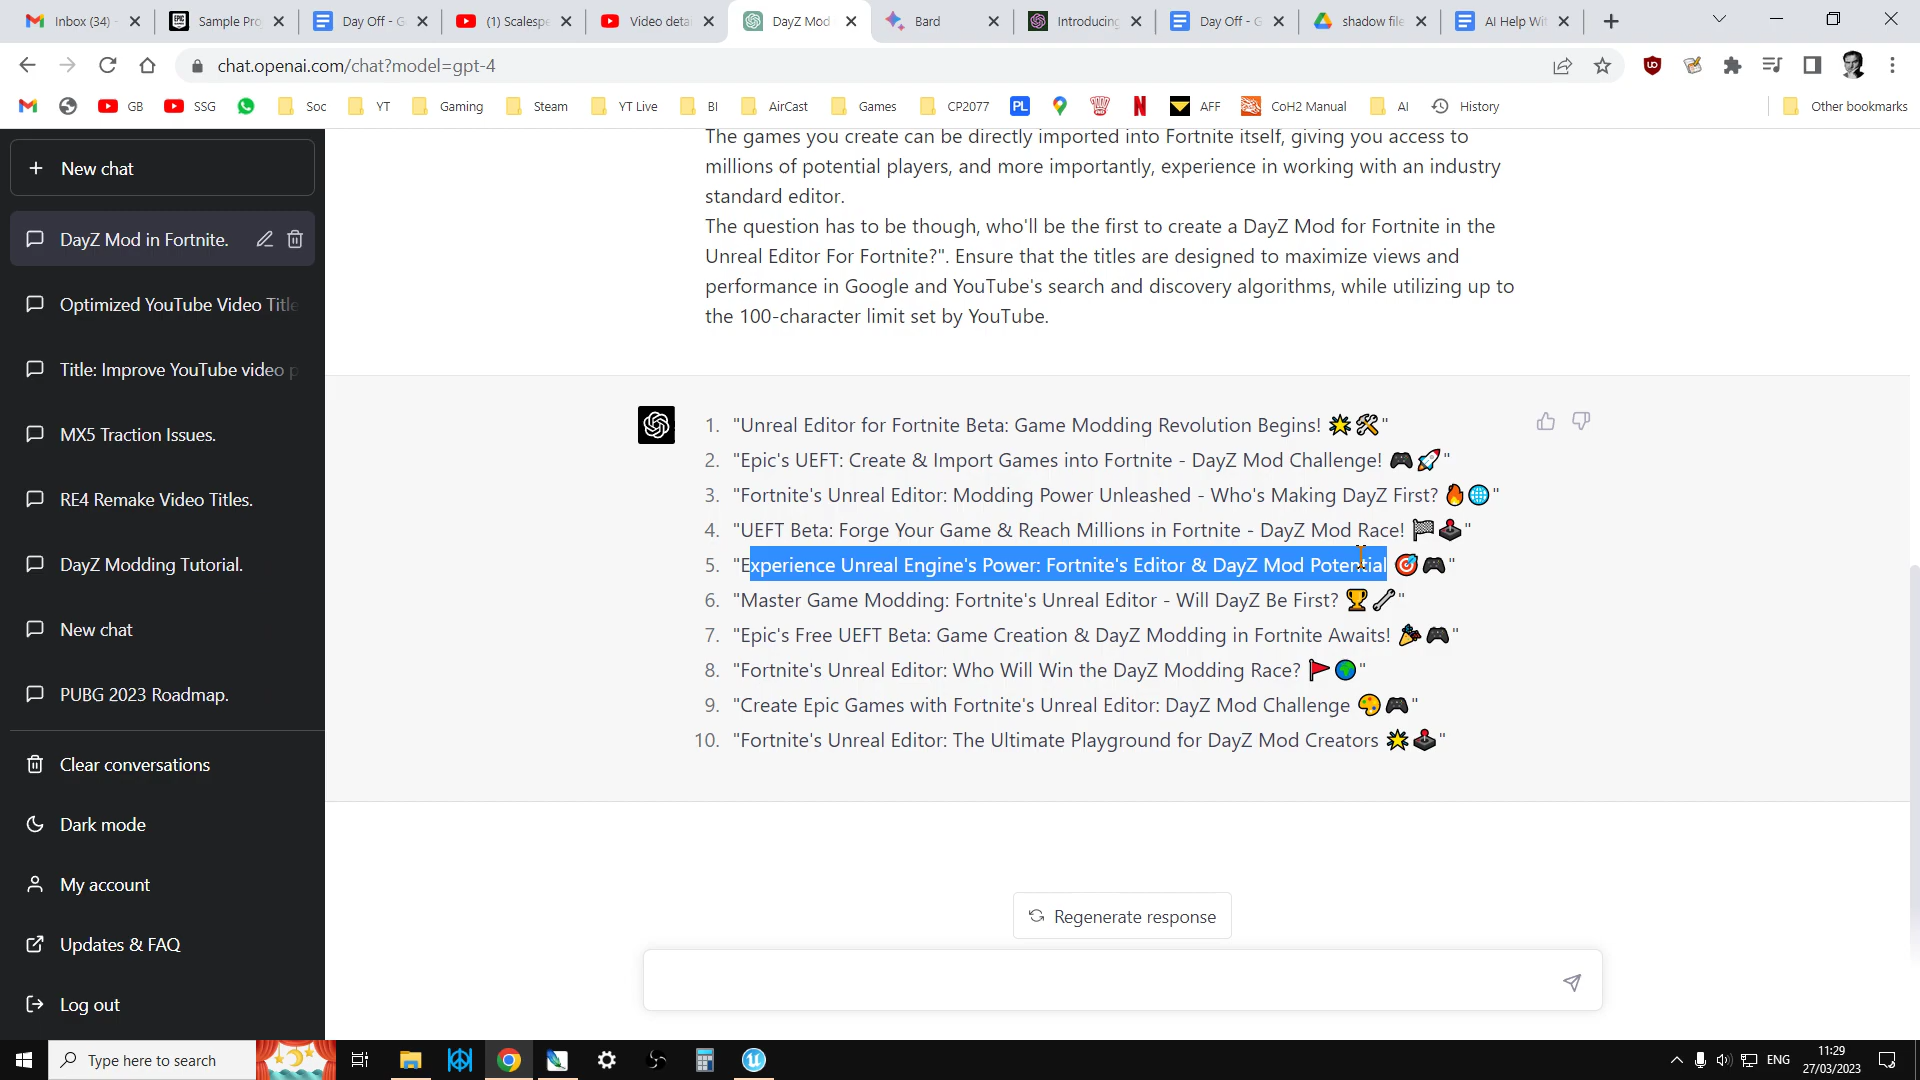 Inbox (34) -
Sample Pro
Day Off - G
(1) Scalespe
Video detai
DayZ Mod
Bard
Introducing
Day Off - G
shadow file
AI Help Wit
chat.openai.com/chat?model=gpt-4
GB
SSG
Soc
YT
Gaming
Steam
YT Live
BI
AirCast
Games
CP2077
PL
AFF
CoH2 Manual
AI
History
Other bookmarks
New chat
DayZ Mod in Fortnite.
Optimized YouTube Video Title
Title: Improve YouTube video p
MX5 Traction Issues.
RE4 Remake Video Titles.
DayZ Modding Tutorial.
New chat
PUBG 2023 Roadmap.
Clear conversations
Dark mode
My account
Updates & FAQ
Log out
The games you create can be directly imported into Fortnite itself, giving you access to
millions of potential players, and more importantly, experience in working with an industry
standard editor.
The question has to be though, who'll be the first to create a DayZ Mod for Fortnite in the
Unreal Editor For Fortnite?". Ensure that the titles are designed to maximize views and
performance in Google and YouTube's search and discovery algorithms, while utilizing up to
the 100-character limit set by YouTube.
1. "Unreal Editor for Fortnite Beta: Game Modding Revolution Begins! 🌟🛠️"
2. "Epic's UEFT: Create & Import Games into Fortnite - DayZ Mod Challenge! 🎮🚀"
3. "Fortnite's Unreal Editor: Modding Power Unleashed - Who's Making DayZ First? 🔥🌐"
4. "UEFT Beta: Forge Your Game & Reach Millions in Fortnite - DayZ Mod Race! 🏁🕹️"
5. "Experience Unreal Engine's Power: Fortnite's Editor & DayZ Mod Potential 🎯🎮"
6. "Master Game Modding: Fortnite's Unreal Editor - Will DayZ Be First? 🏆🔧"
7. "Epic's Free UEFT Beta: Game Creation & DayZ Modding in Fortnite Awaits! 🎉🎮"
8. "Fortnite's Unreal Editor: Who Will Win the DayZ Modding Race? 🚩🌍"
9. "Create Epic Games with Fortnite's Unreal Editor: DayZ Mod Challenge 🎨🎮"
10. "Fortnite's Unreal Editor: The Ultimate Playground for DayZ Mod Creators 🌟🕹️"
Regenerate response
Type here to search
ENG
11:29
27/03/2023